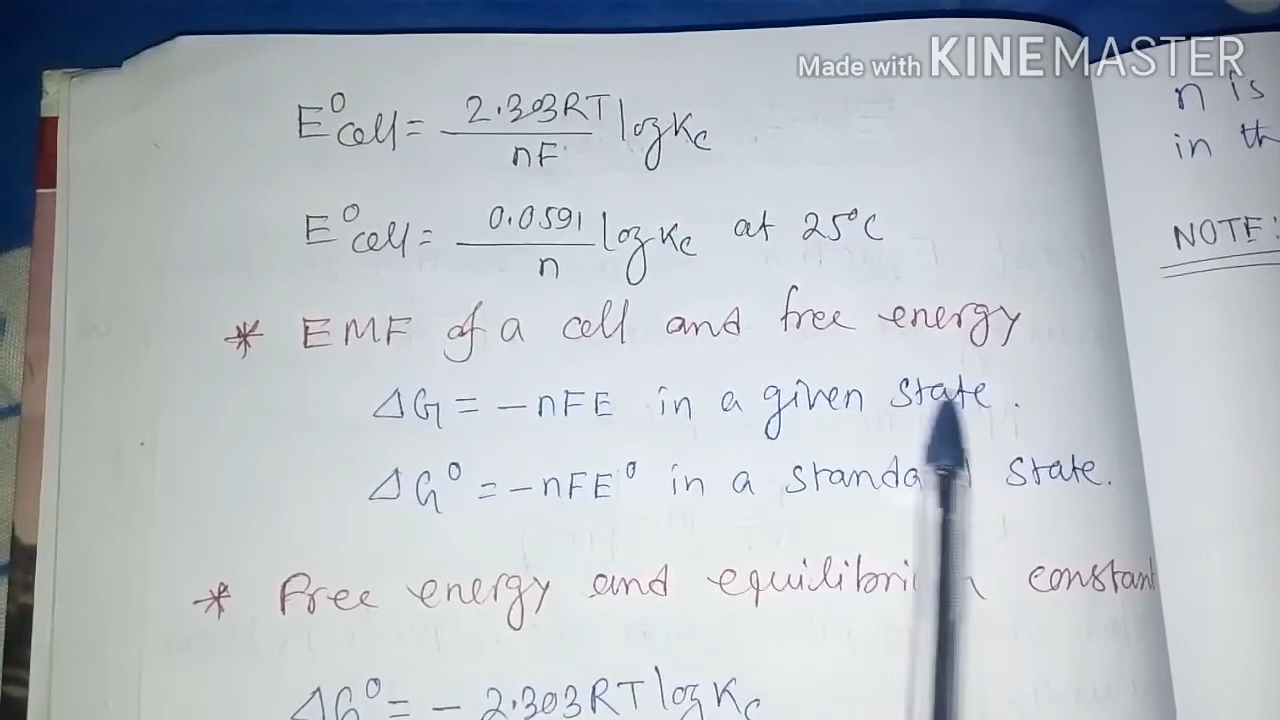 Made with KINEMASTER
E°cell = 2.303RT/nF log Kc
E°cell = 0.0591/n log Kc at 25°C
* EMF of a cell and free energy
ΔG = -nFE in a given state.
ΔG° = -nFE° in a standard state.
* Free energy and equilibrium constant
ΔG° = - 2.303RT log Kc
n is
in th
NOTE: